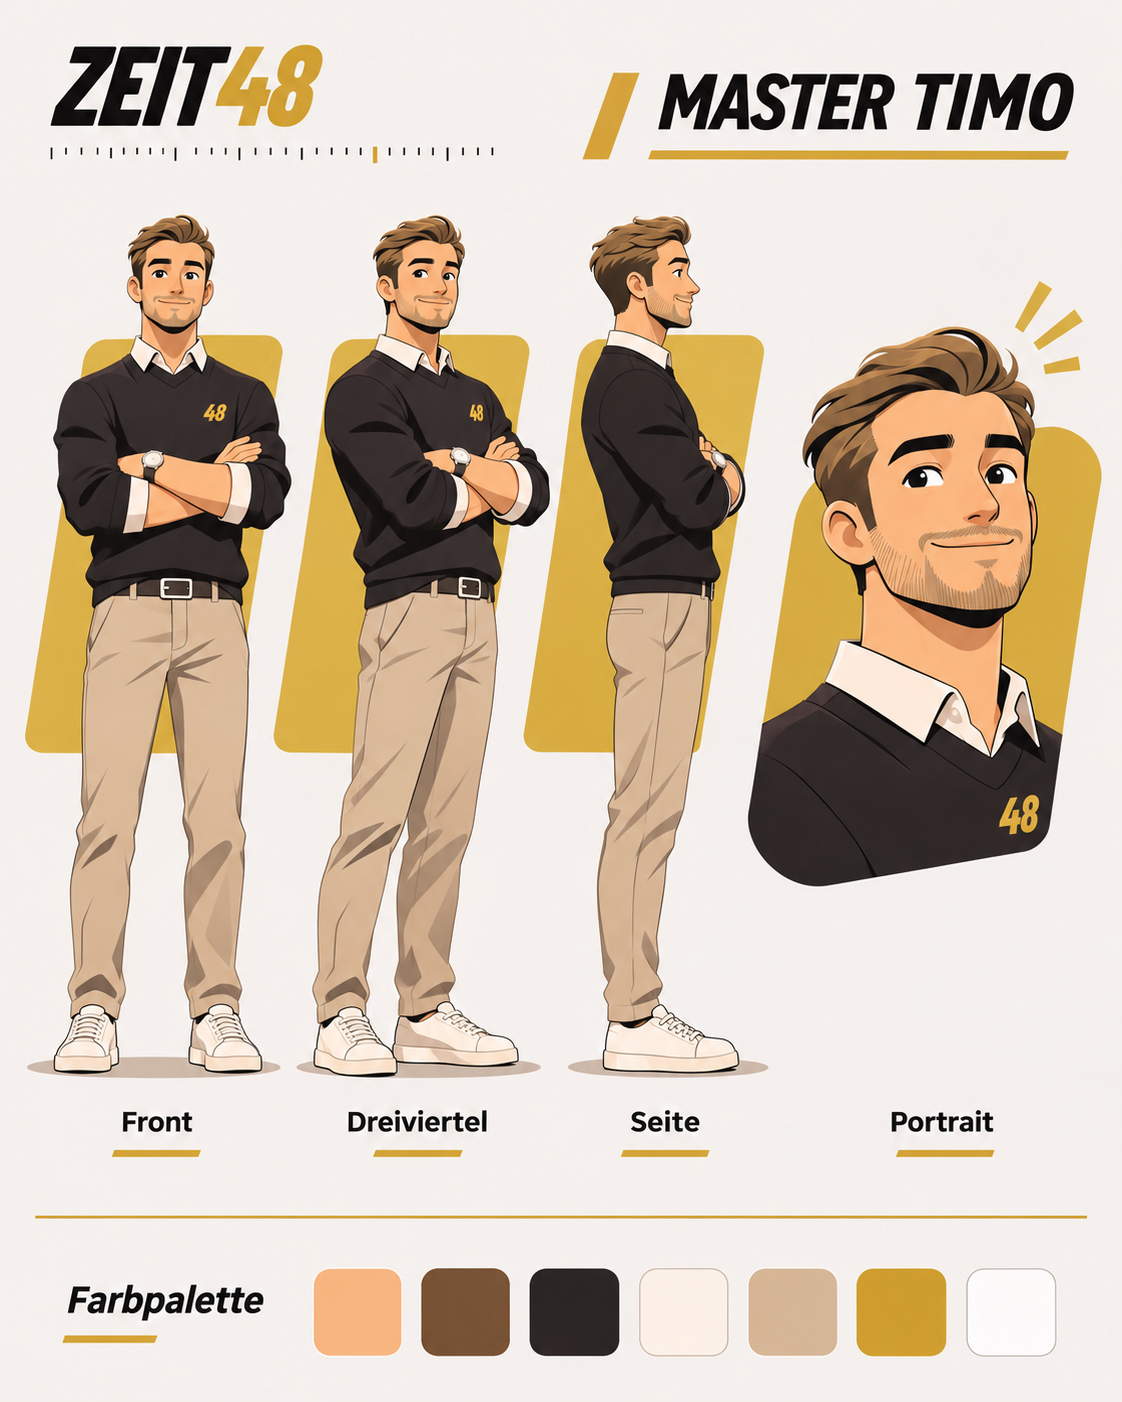 ZEIT48
MASTER TIMO
48
48
48
Front
Dreiviertel
Seite
Portrait
Farbpalette